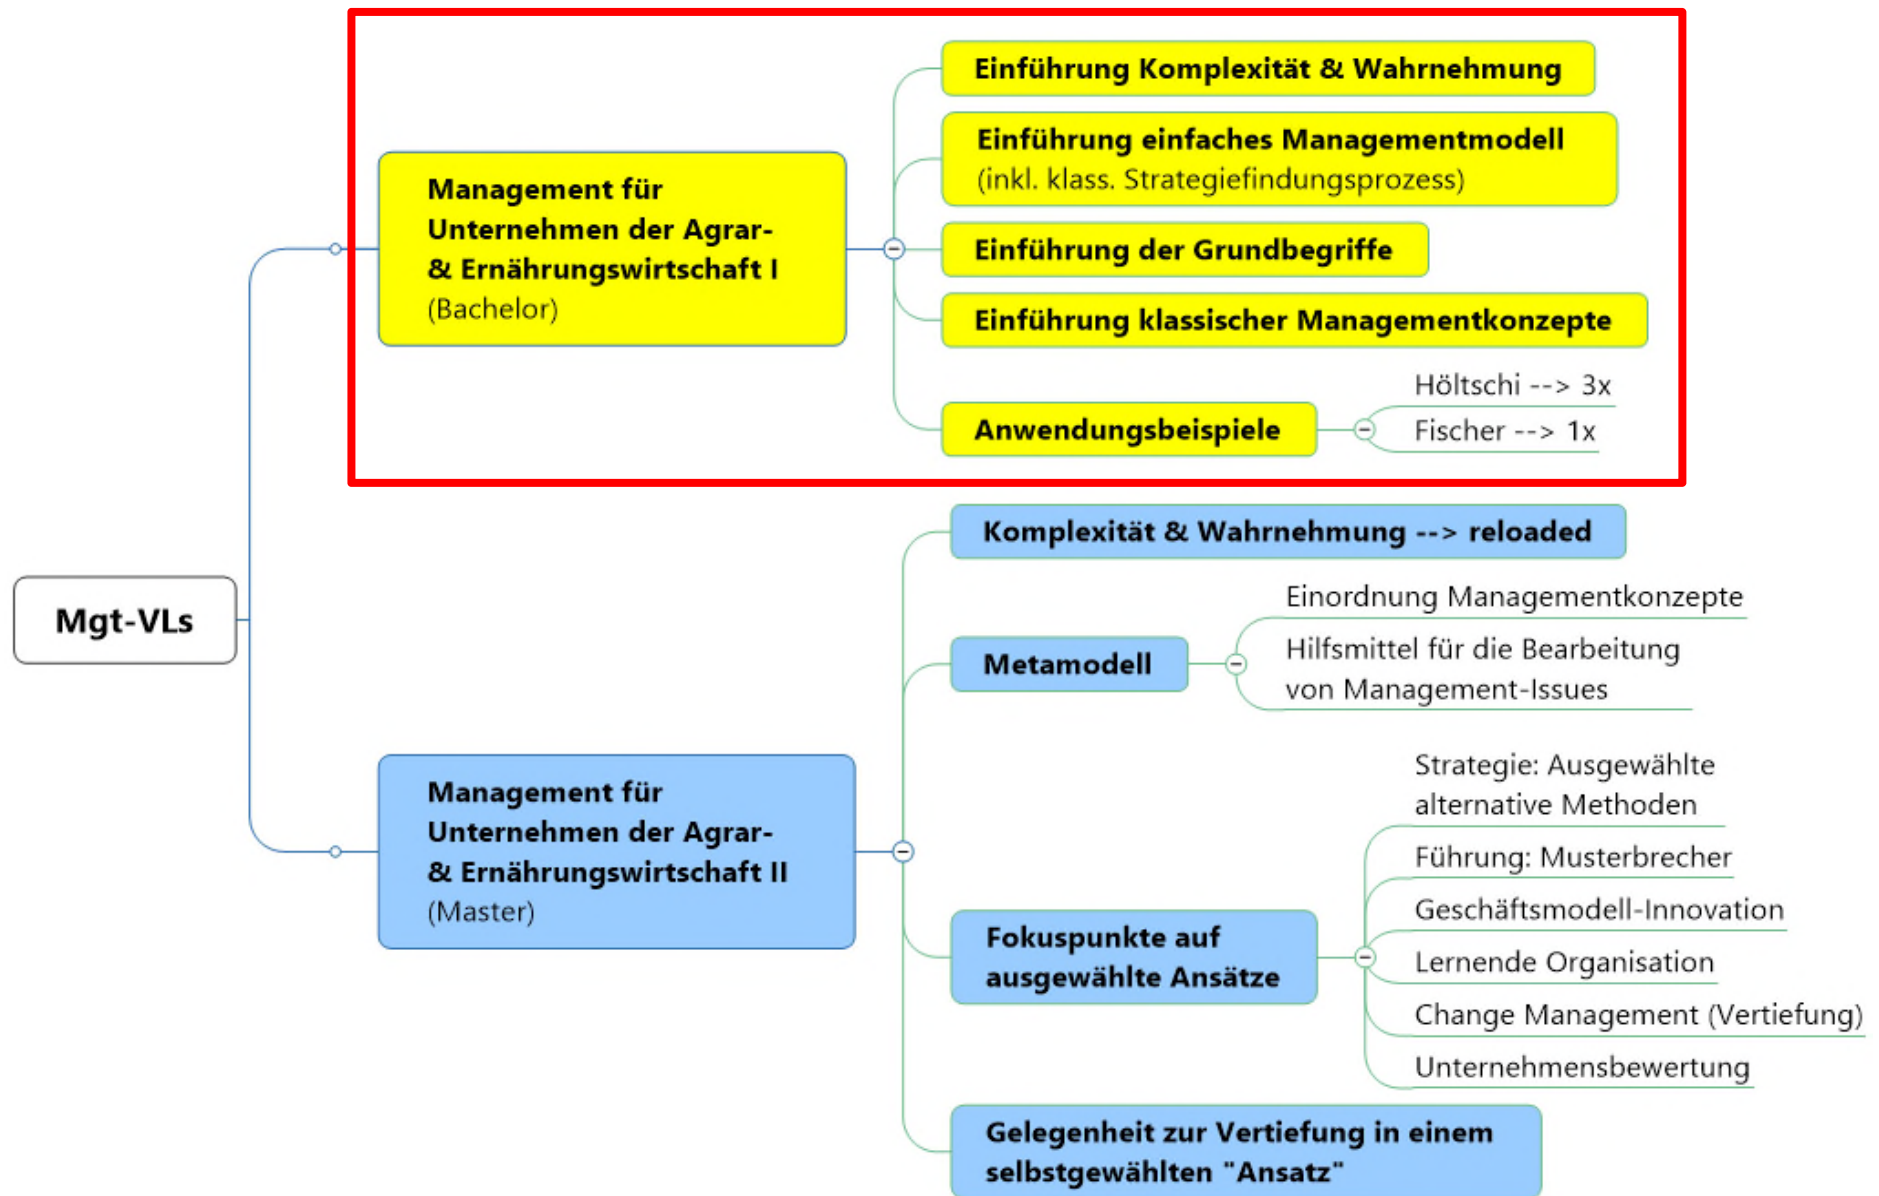 Mgt-VLs
Management für
Unternehmen der Agrar-
& Ernährungswirtschaft I
(Bachelor)
Einführung Komplexität & Wahrnehmung
Einführung einfaches Managementmodell
(inkl. klass. Strategiefindungsprozess)
Einführung der Grundbegriffe
Einführung klassischer Managementkonzepte
Anwendungsbeispiele
Höltschi --> 3x
Fischer --> 1x
Management für
Unternehmen der Agrar-
& Ernährungswirtschaft II
(Master)
Komplexität & Wahrnehmung --> reloaded
Metamodell
Einordnung Managementkonzepte
Hilfsmittel für die Bearbeitung
von Management-Issues
Fokuspunkte auf
ausgewählte Ansätze
Strategie: Ausgewählte
alternative Methoden
Führung: Musterbrecher
Geschäftsmodell-Innovation
Lernende Organisation
Change Management (Vertiefung)
Unternehmensbewertung
Gelegenheit zur Vertiefung in einem
selbstgewählten "Ansatz"